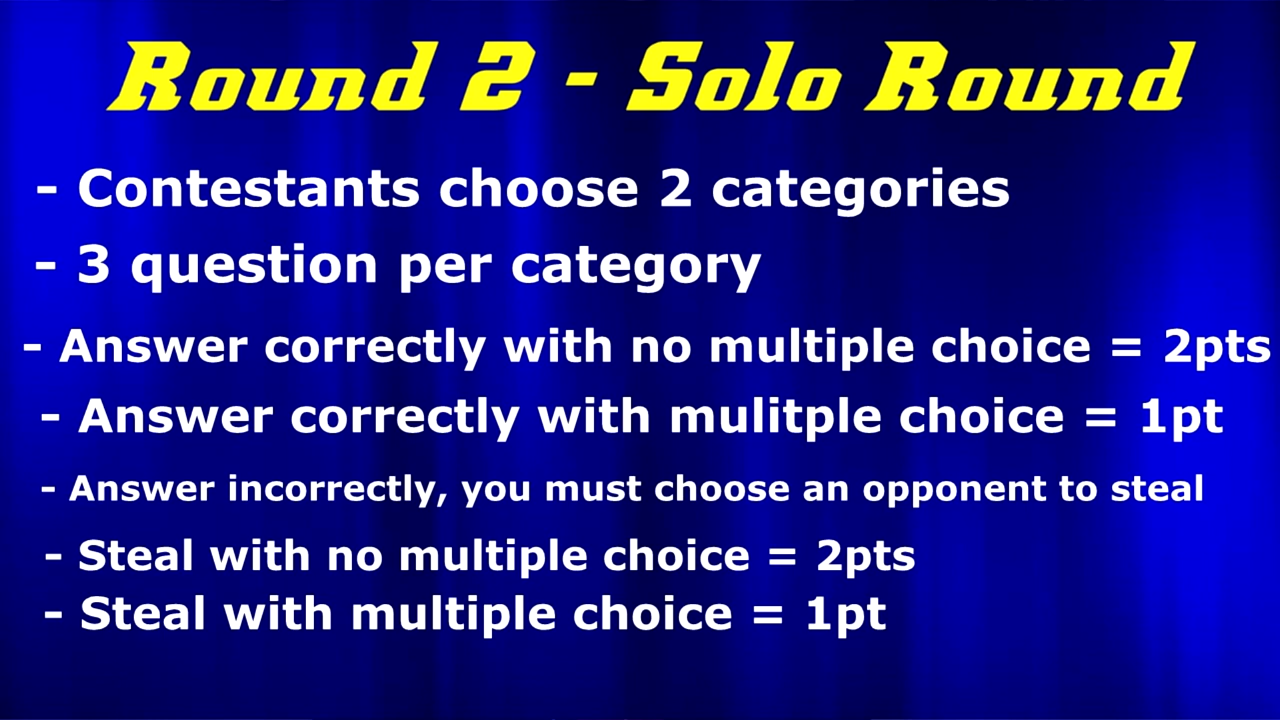 Round 2 - Solo Round
- Contestants choose 2 categories
- 3 question per category
- Answer correctly with no multiple choice = 2pts
- Answer correctly with mulitple choice = 1pt
- Answer incorrectly, you must choose an opponent to steal
- Steal with no multiple choice = 2pts
- Steal with multiple choice = 1pt